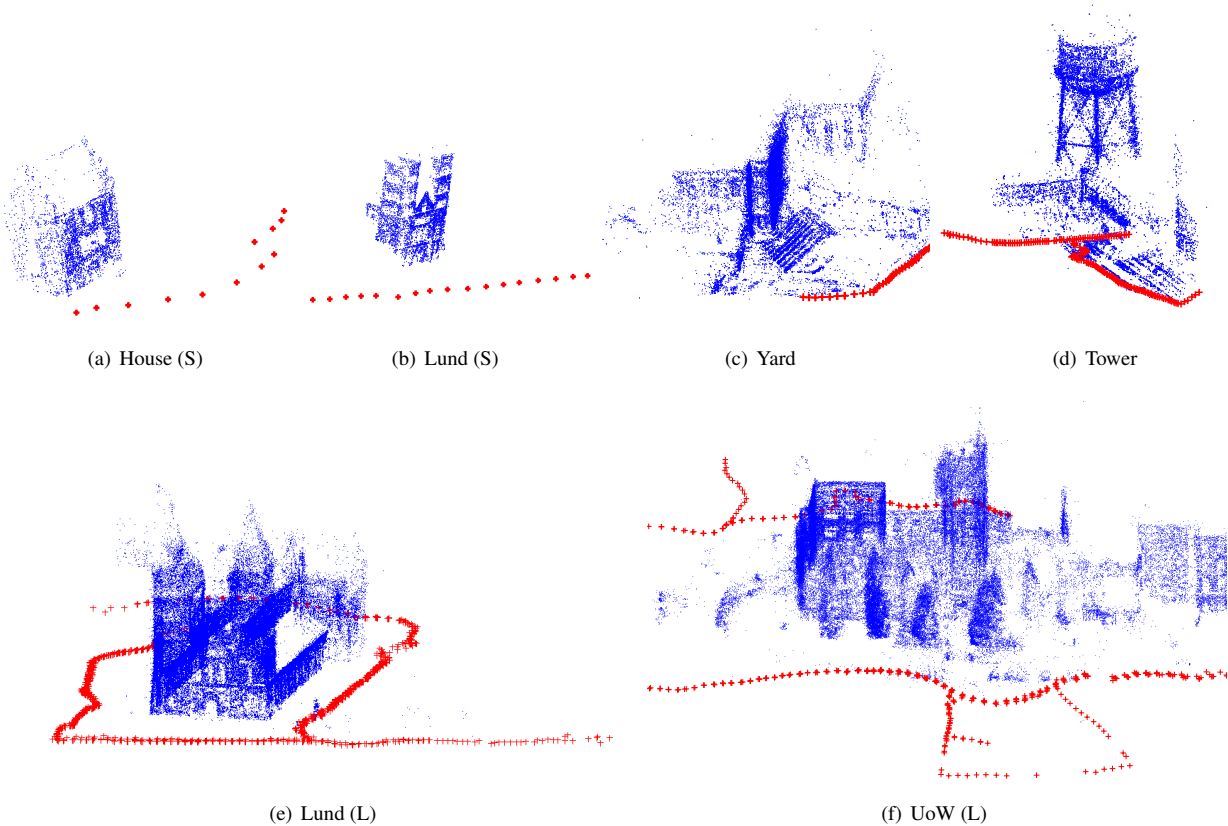 (a) House (S)
(b) Lund (S)
(c) Yard
(d) Tower
(e) Lund (L)
(f) UoW (L)